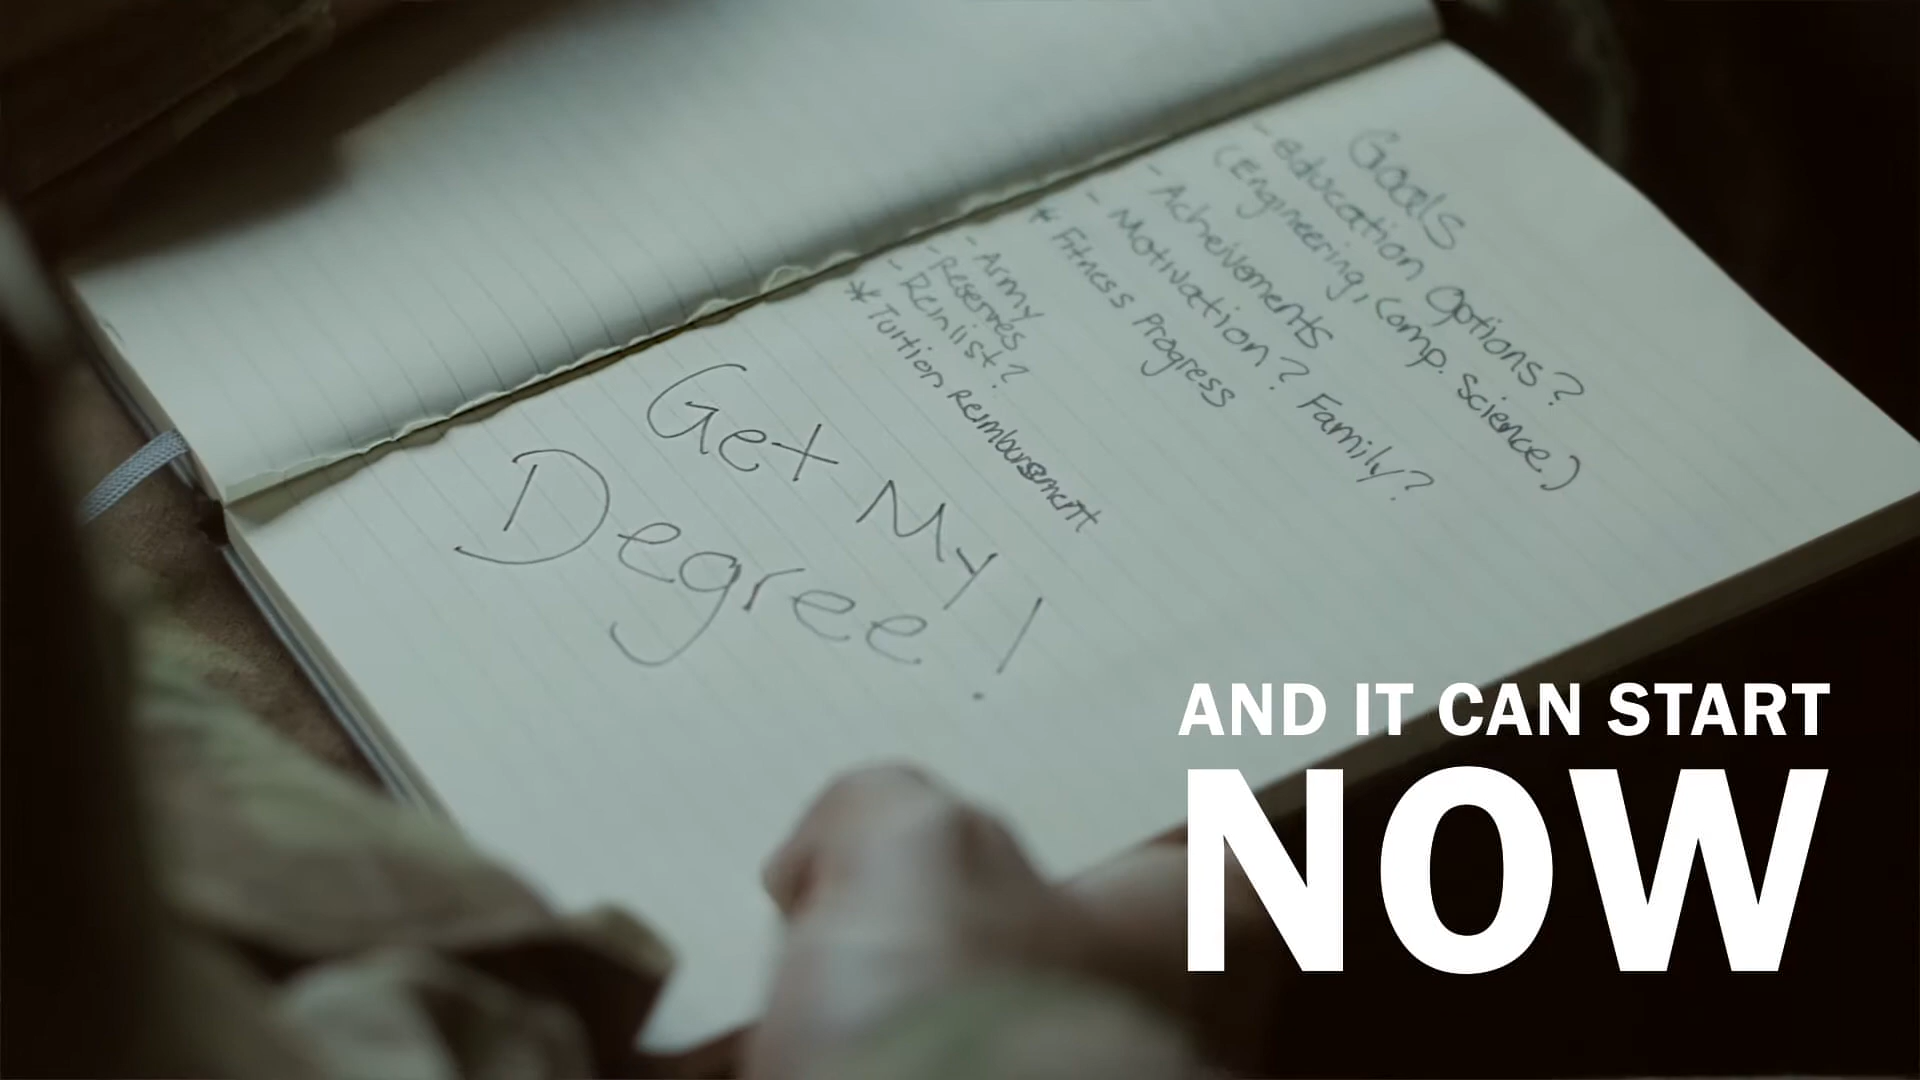 Goals
- education Options?
(Engineering, Comp. Science.)
- Acheivements
- Motivation? Family?
* Fitness Progress
- Army
- Reserves
- Reinlist?
* Tuition Reimbursement
Get My
Degree!
AND IT CAN START
NOW